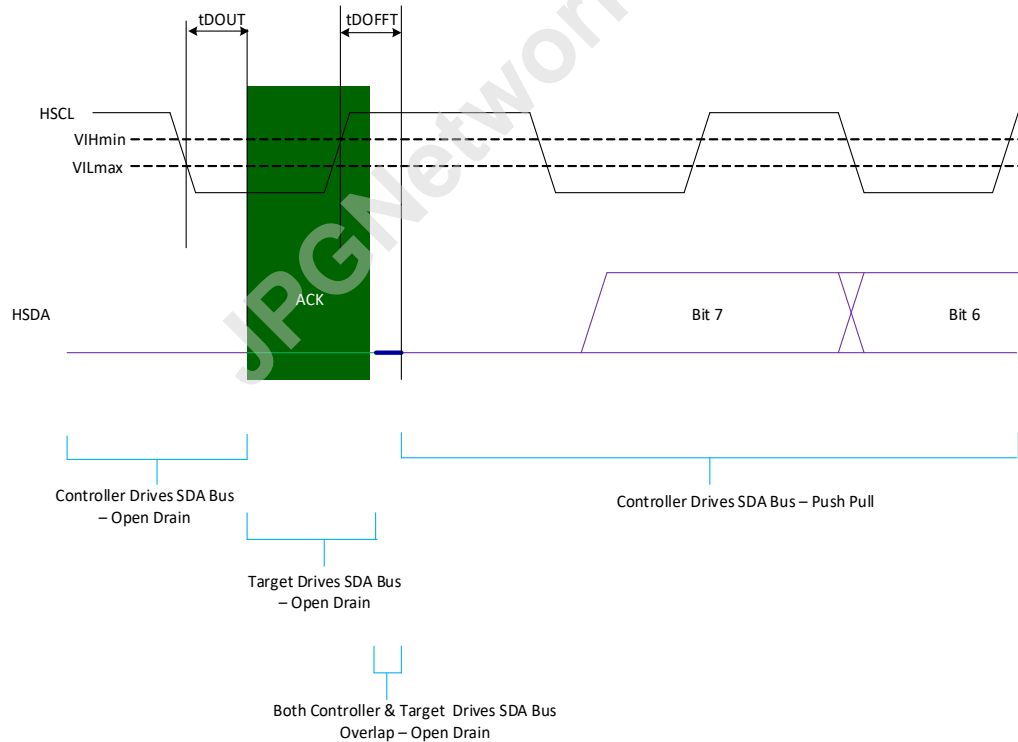 tDOUT
tDOFFT
HSCL
VIHmin
VILmax
ACK
HSDA
Bit 7
Bit 6
Controller Drives SDA Bus
– Open Drain
Controller Drives SDA Bus – Push Pull
Target Drives SDA Bus
– Open Drain
Both Controller & Target Drives SDA Bus
Overlap – Open Drain
JPGNetwor